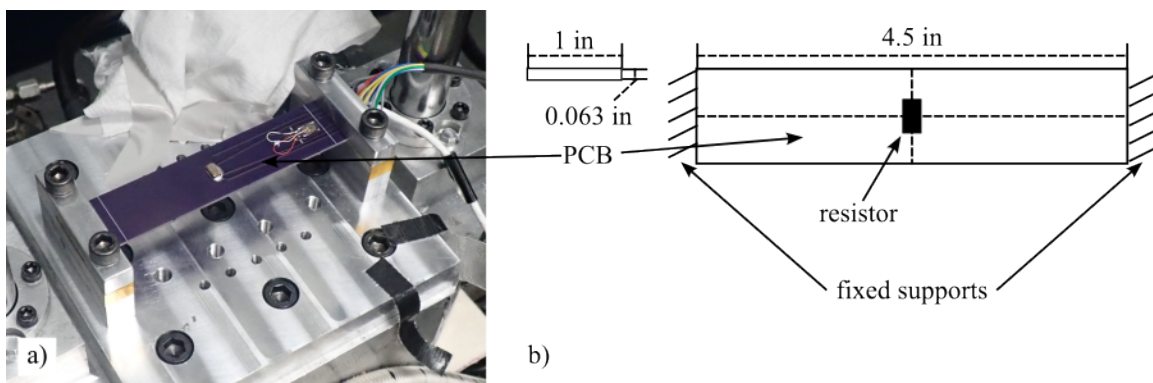 1 in
4.5 in
0.063 in
PCB
resistor
fixed supports
a)
b)